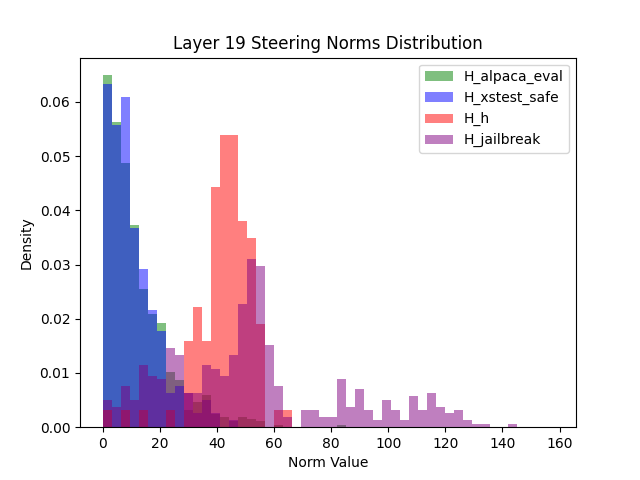 Layer 19 Steering Norms Distribution
H_alpaca_eval
H_xstest_safe
H_h
H_jailbreak
Density
0.06
0.05
0.04
0.03
0.02
0.01
0.00
0 20 40 60 80 100 120 140 160
Norm Value